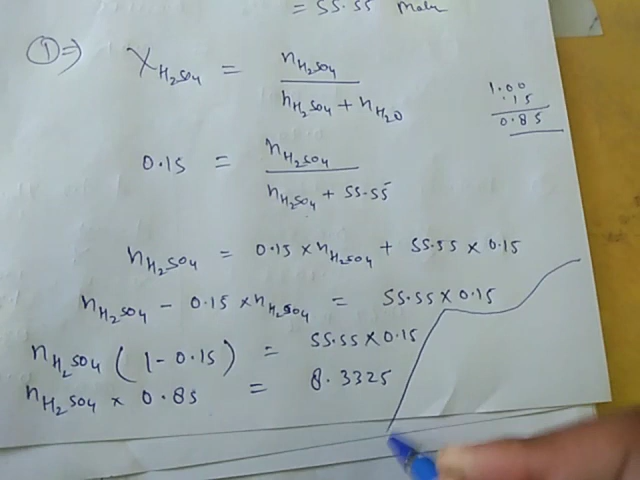 = 55.55 Mole
① ⇒ X_H₂SO₄ = n_H₂SO₄ / n_H₂SO₄ + n_H₂O
1.00
.15
0.85
0.15 = n_H₂SO₄ / n_H₂SO₄ + 55.55
n_H₂SO₄ = 0.15 × n_H₂SO₄ + 55.55 × 0.15
n_H₂SO₄ - 0.15 × n_H₂SO₄ = 55.55 × 0.15
n_H₂SO₄ (1 - 0.15) = 55.55 × 0.15
n_H₂SO₄ × 0.85 = 8.3325